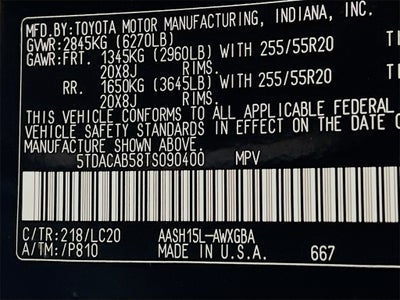 MFD.BY:TOYOTA MOTOR MANUFACTURING, INDIANA, INC.
GVWR:2845KG (6270LB)
GAWR:FRT. 1345KG (2960LB) WITH 255/55R20
20X8J RIMS.
RR. 1650KG (3645LB) WITH 255/55R20
20X8J RIMS.
THIS VEHICLE CONFORMS TO ALL APPLICABLE FEDERAL
VEHICLE SAFETY STANDARDS IN EFFECT ON THE DATE
MANUFACTURE SHOWN ABOVE.
5TDACAB58TS090400 MPV
C/TR:218/LC20 AASH15L-AWXGBA
A/TM:/P810 MADE IN U.S.A. 667